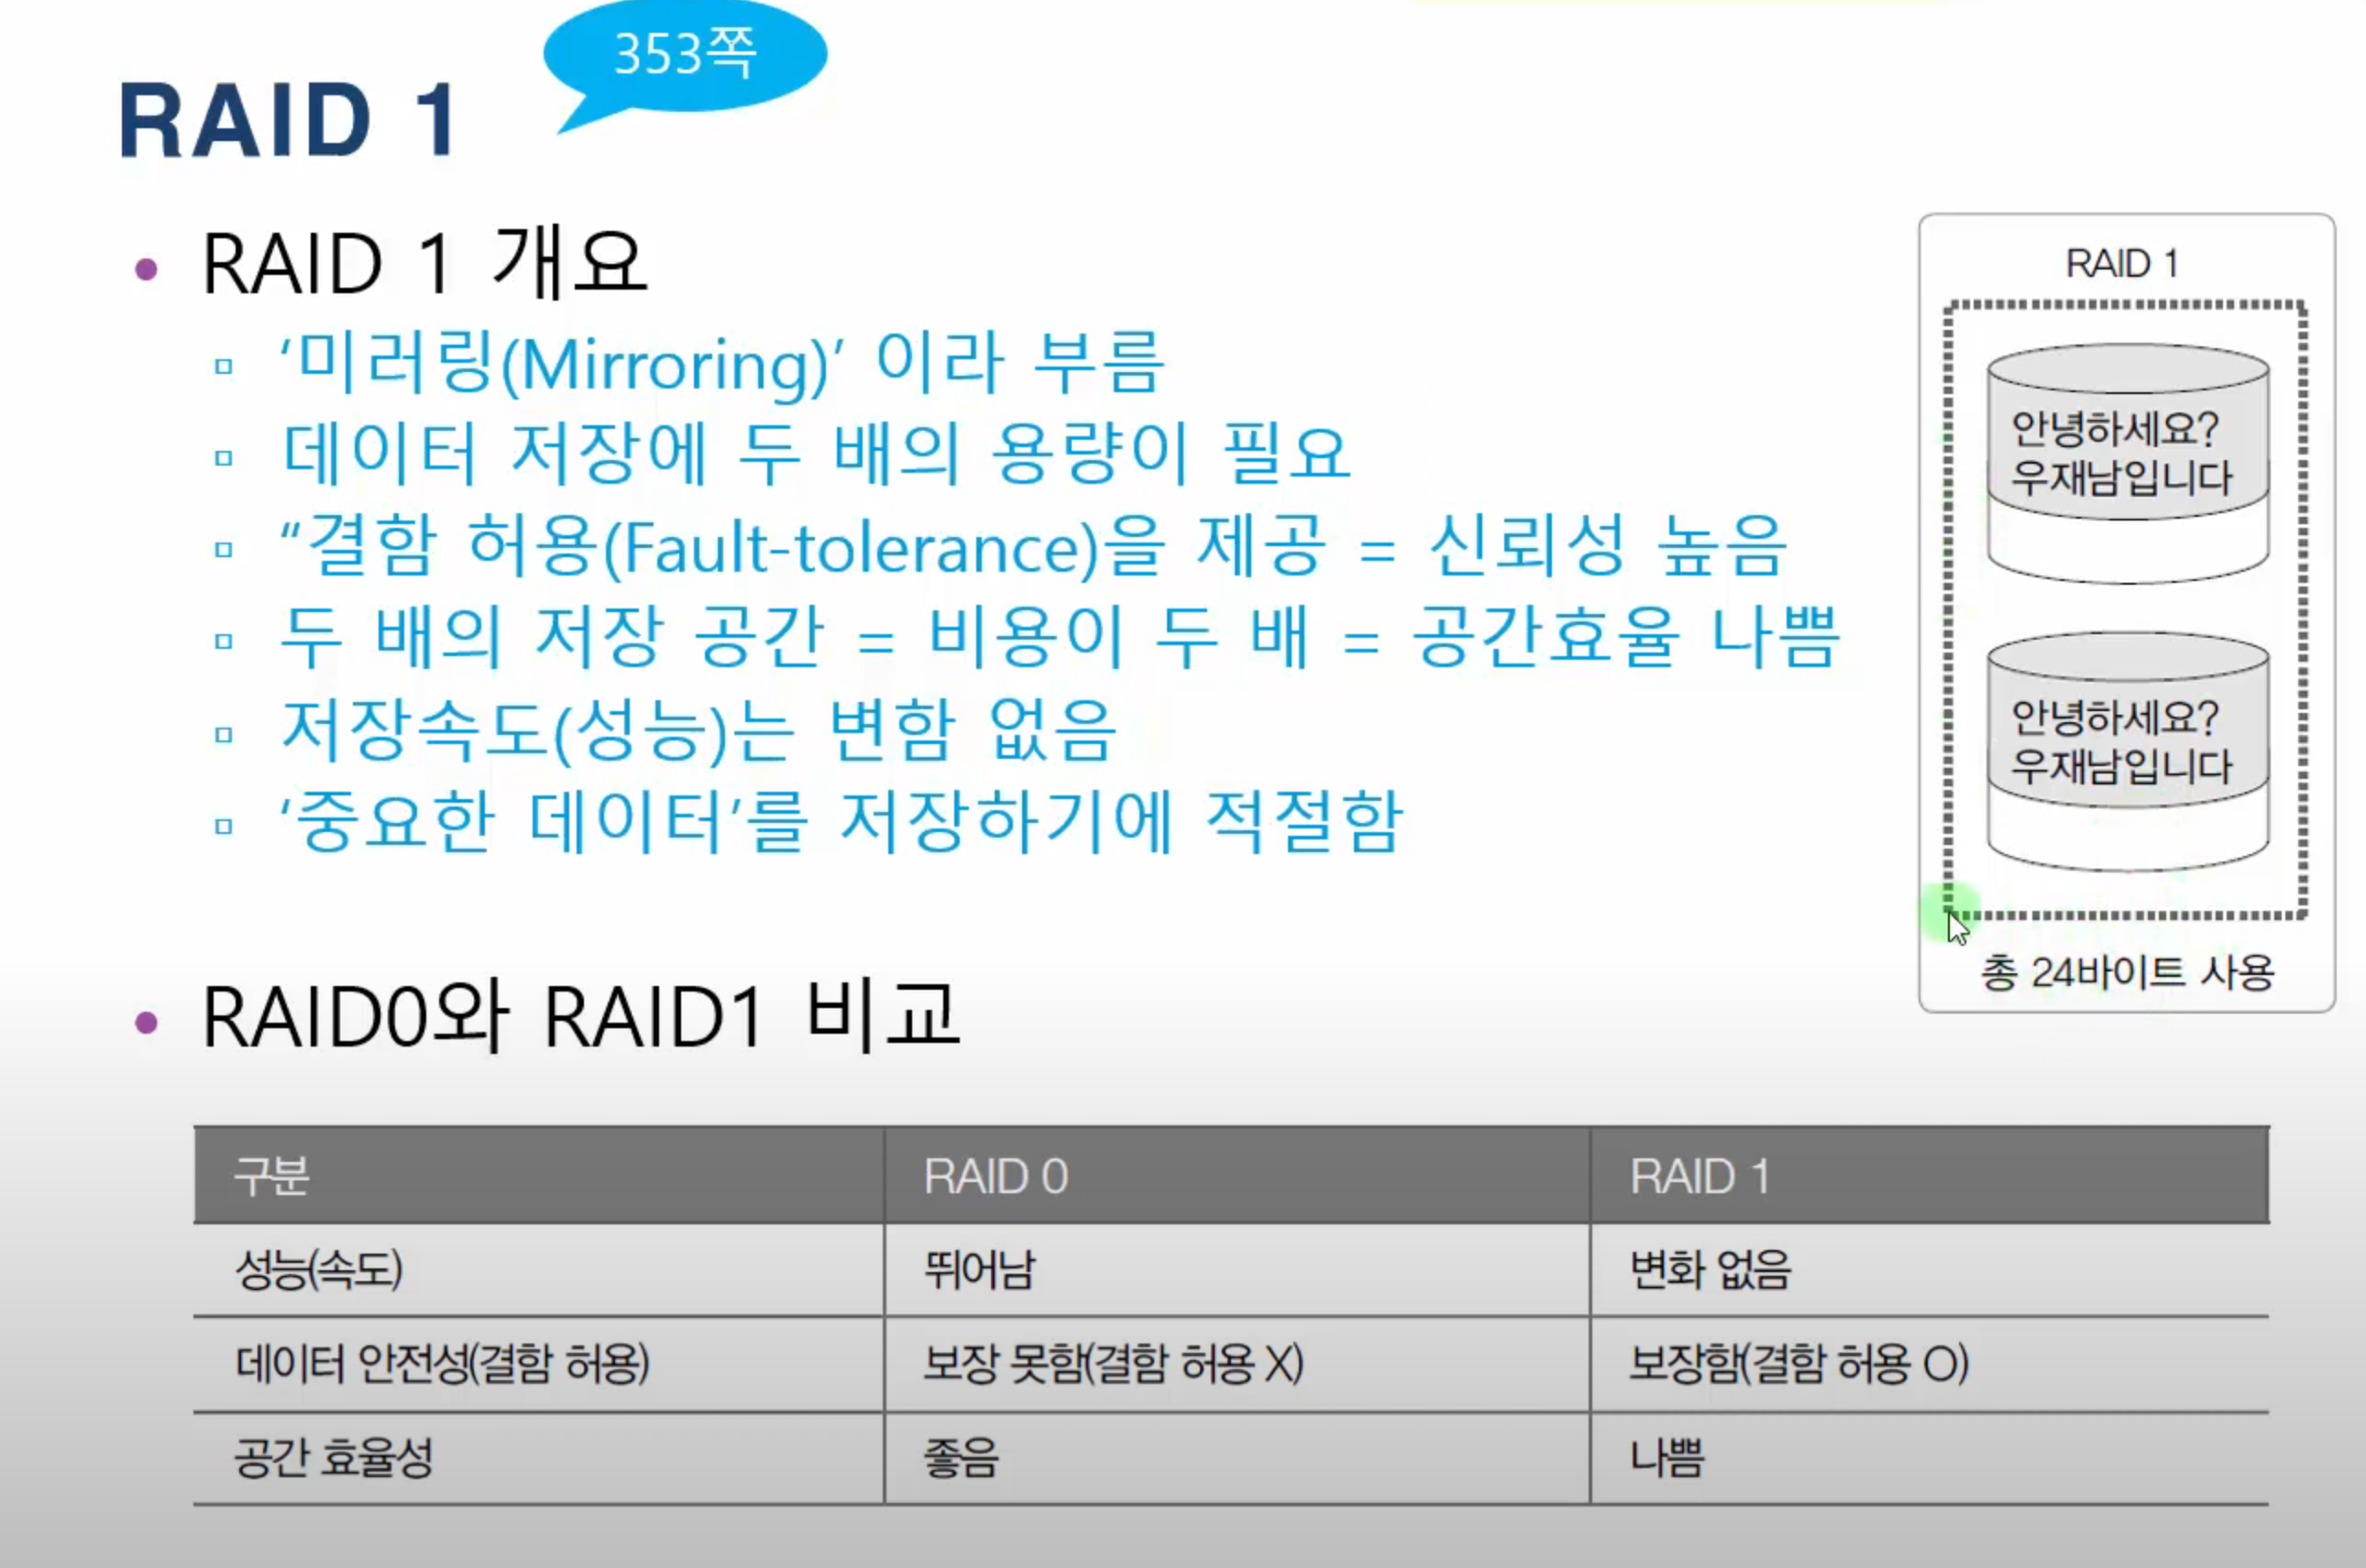 353쪽
RAID 1
• RAID 1 개요
▫ ‘미러링(Mirroring)’ 이라 부름
▫ 데이터 저장에 두 배의 용량이 필요
▫ “결함 허용(Fault-tolerance)을 제공 = 신뢰성 높음
▫ 두 배의 저장 공간 = 비용이 두 배 = 공간효율 나쁨
▫ 저장속도(성능)는 변함 없음
▫ ‘중요한 데이터’를 저장하기에 적절함
RAID 1
안녕하세요?
우재남입니다
안녕하세요?
우재남입니다
총 24바이트 사용
• RAID0와 RAID1 비교
구분 RAID 0 RAID 1
성능(속도) 뛰어남 변화 없음
데이터 안전성(결함 허용) 보장 못함(결함 허용 X) 보장함(결함 허용 O)
공간 효율성 좋음 나쁨